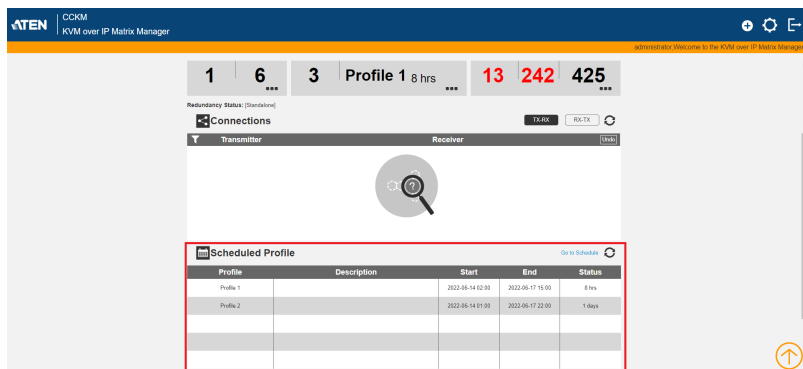 ATEN
CCKM
KVM over IP Matrix Manager
administrator,Welcome to the KVM over IP Matrix Manager
1 6 3 Profile 1 8 hrs 13 242 425
Redundancy Status: [Standalone]
Connections TX-RX RX-TX
Transmitter Receiver Undo
?
Scheduled Profile Go to Schedule
Profile Description Start End Status
Profile 1 2022-06-14 02:00 2022-06-17 15:00 8 hrs
Profile 2 2022-06-14 01:00 2022-06-17 22:00 1 days